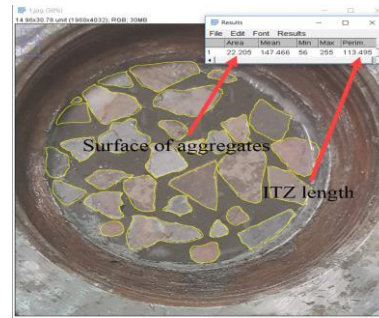 1.jpg (50%)
14.96x30.78 unit (1960x4032); RGB; 30MB
Results
File Edit Font Results
Area Mean Min Max Perim.
1 22.205 147.466 56 255 113.495
Surface of aggregates
ITZ length